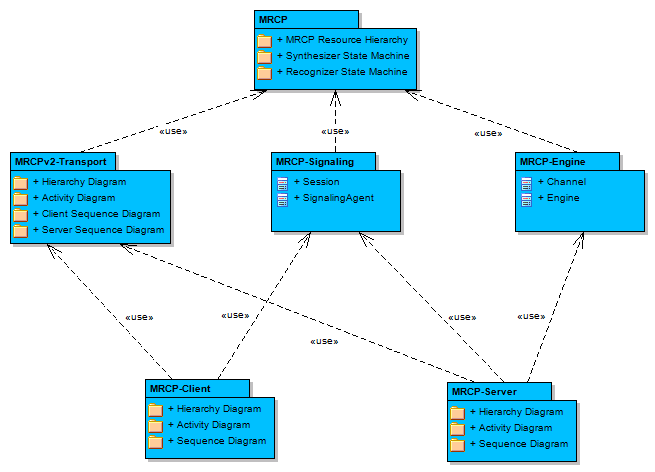 MRCP
+ MRCP Resource Hierarchy
+ Synthesizer State Machine
+ Recognizer State Machine
«use»
«use»
«use»
MRCPv2-Transport
+ Hierarchy Diagram
+ Activity Diagram
+ Client Sequence Diagram
+ Server Sequence Diagram
MRCP-Signaling
+ Session
+ SignalingAgent
MRCP-Engine
+ Channel
+ Engine
«use»
«use»
«use»
«use»
«use»
MRCP-Client
+ Hierarchy Diagram
+ Activity Diagram
+ Sequence Diagram
MRCP-Server
+ Hierarchy Diagram
+ Activity Diagram
+ Sequence Diagram